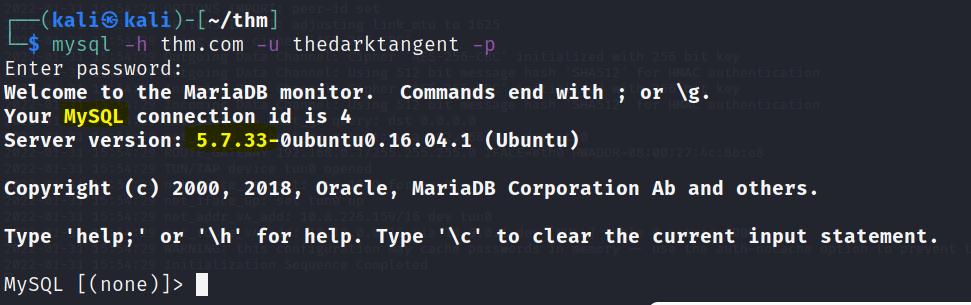 ┌──(kali㉿kali)-[~/thm]
└─$ mysql -h thm.com -u thedarktangent -p
Enter password:
Welcome to the MariaDB monitor.  Commands end with ; or \g.
Your MySQL connection id is 4
Server version: 5.7.33-0ubuntu0.16.04.1 (Ubuntu)

Copyright (c) 2000, 2018, Oracle, MariaDB Corporation Ab and others.

Type 'help;' or '\h' for help. Type '\c' to clear the current input statement.

MySQL [(none)]>